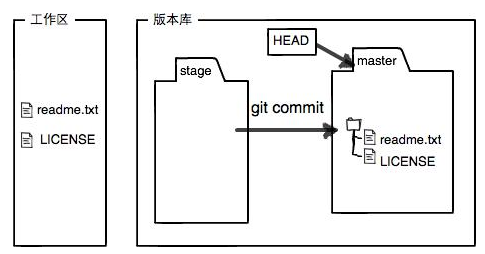 工作区
版本库
HEAD
stage
master
git commit
readme.txt
LICENSE
readme.txt
LICENSE